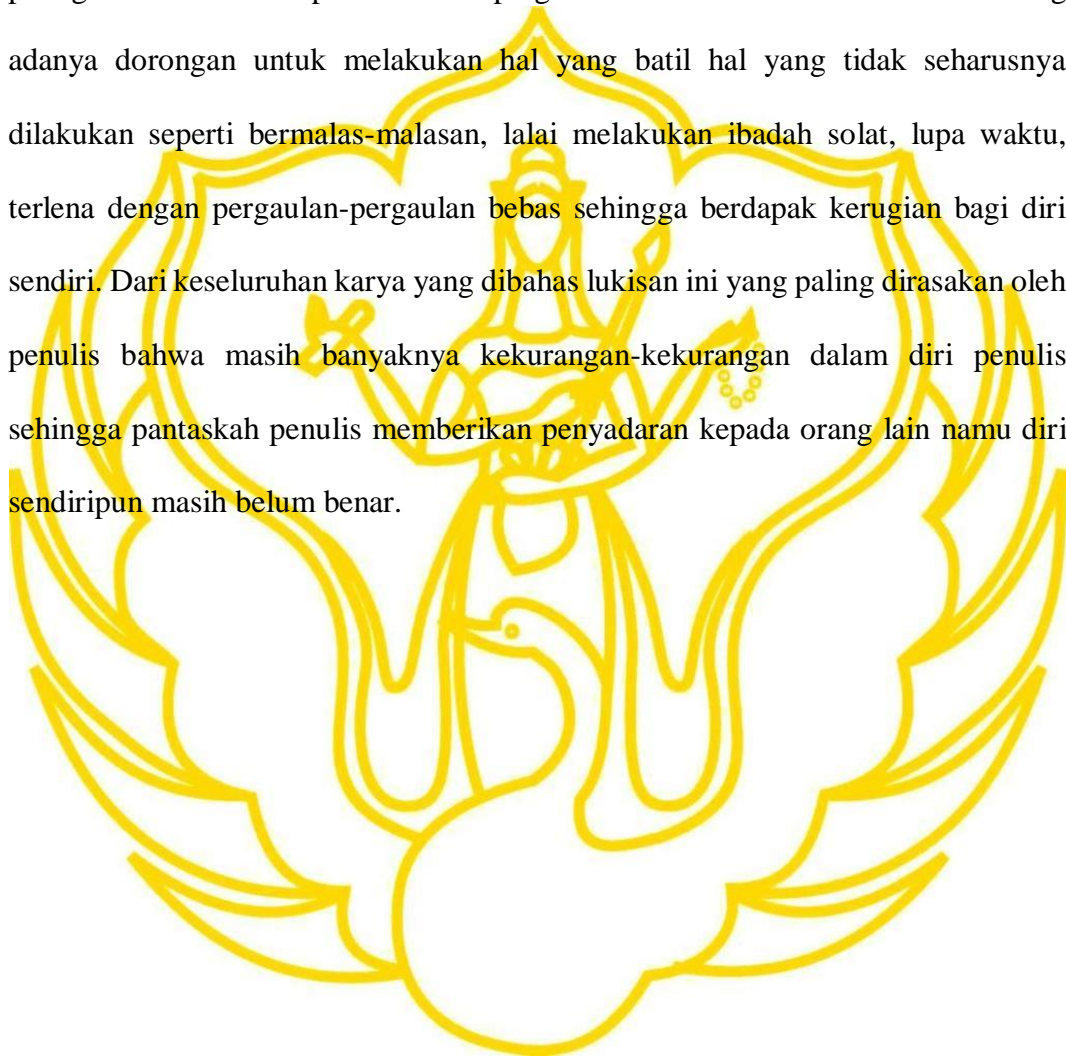 adanya dorongan untuk melakukan hal yang batil hal yang tidak seharusnya
dilakukan seperti bermalas-malasan, lalai melakukan ibadah solat, lupa waktu,
terlena dengan pergaulan-pergaulan bebas sehingga berdapak kerugian bagi diri
sendiri. Dari keseluruhan karya yang dibahas lukisan ini yang paling dirasakan oleh
penulis bahwa masih banyaknya kekurangan-kekurangan dalam diri penulis
sehingga pantaskah penulis memberikan penyadaran kepada orang lain namu diri
sendiripun masih belum benar.